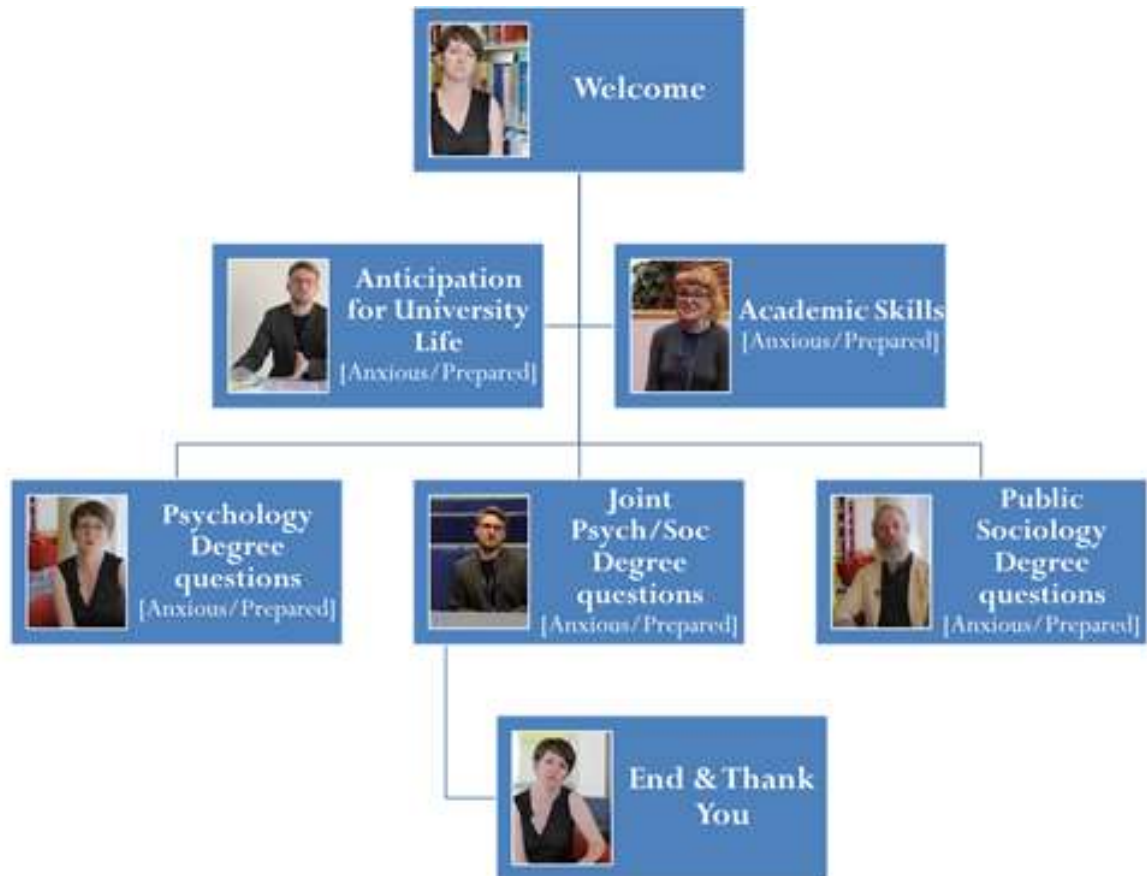 Welcome
Anticipation
for University
Life
[Anxious/Prepared]
Academic Skills
[Anxious/Prepared]
Psychology
Degree
questions
[Anxious/Prepared]
Joint
Psych/Soc
Degree
questions
[Anxious/Prepared]
Public
Sociology
Degree
questions
[Anxious/Prepared]
End & Thank
You